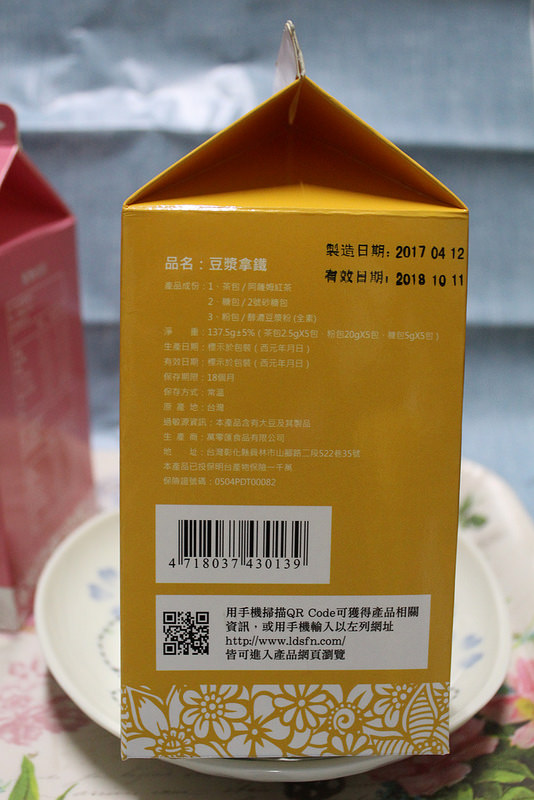 製造日期: 2017 04 12
有效日期: 2018 10 11
品名：豆漿拿鐵
產品成份：1、茶包 / 阿薩姆紅茶
2、糖包 / 2號砂糖包
3、粉包 / 醇濃豆漿粉 (全素)
淨　　重：137.5g±5% ( 茶包2.5gX5包 粉包20gX5包、糖包5gX5包 )
生產日期：標示於包裝 ( 西元年月日 )
有效日期：標示於包裝 ( 西元年月日 )
保存期限：18個月
保存方式：常溫
原 產 地：台灣
過敏源資訊：本產品含有大豆及其製品
生 產 商：萬零孳食品有限公司
地　　址：台灣彰化縣員林市山腳路二段522巷35號
本產品已投保明台產物保險一千萬
保險證號碼：0504PDT00082
4 718037 430139
用手機掃描QR Code可獲得產品相關
資訊，或用手機輸入以左列網址
http://www.ldsfn.com/
皆可進入產品網頁瀏覽